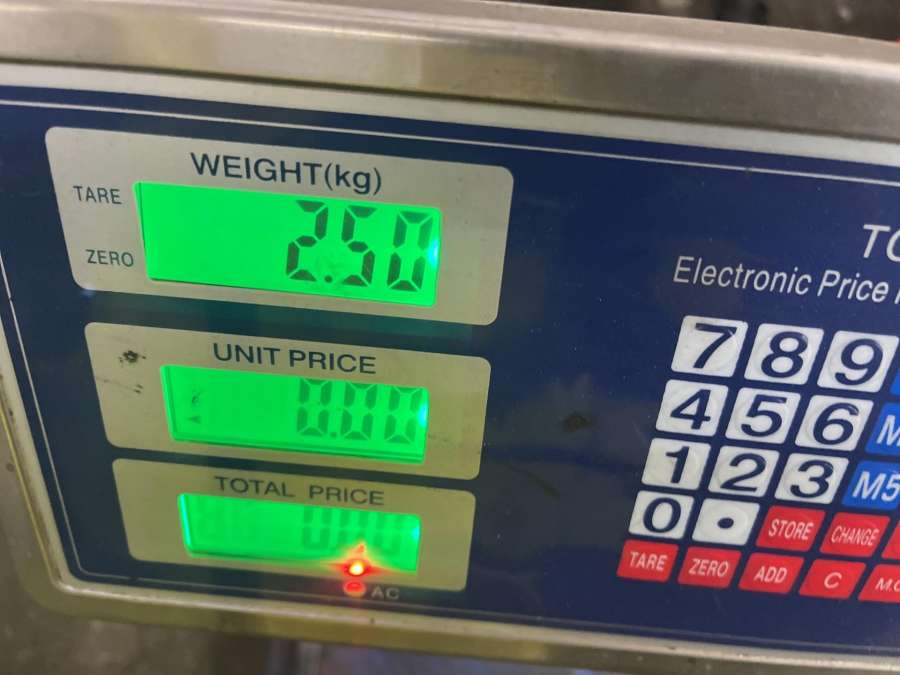 WEIGHT(kg)
TARE
2.50
ZERO
UNIT PRICE
0.00
TOTAL PRICE
0.00
AC
Electronic Price
7 8 9
4 5 6
1 2 3 M5
0 .
STORE CHANGE
TARE ZERO ADD C